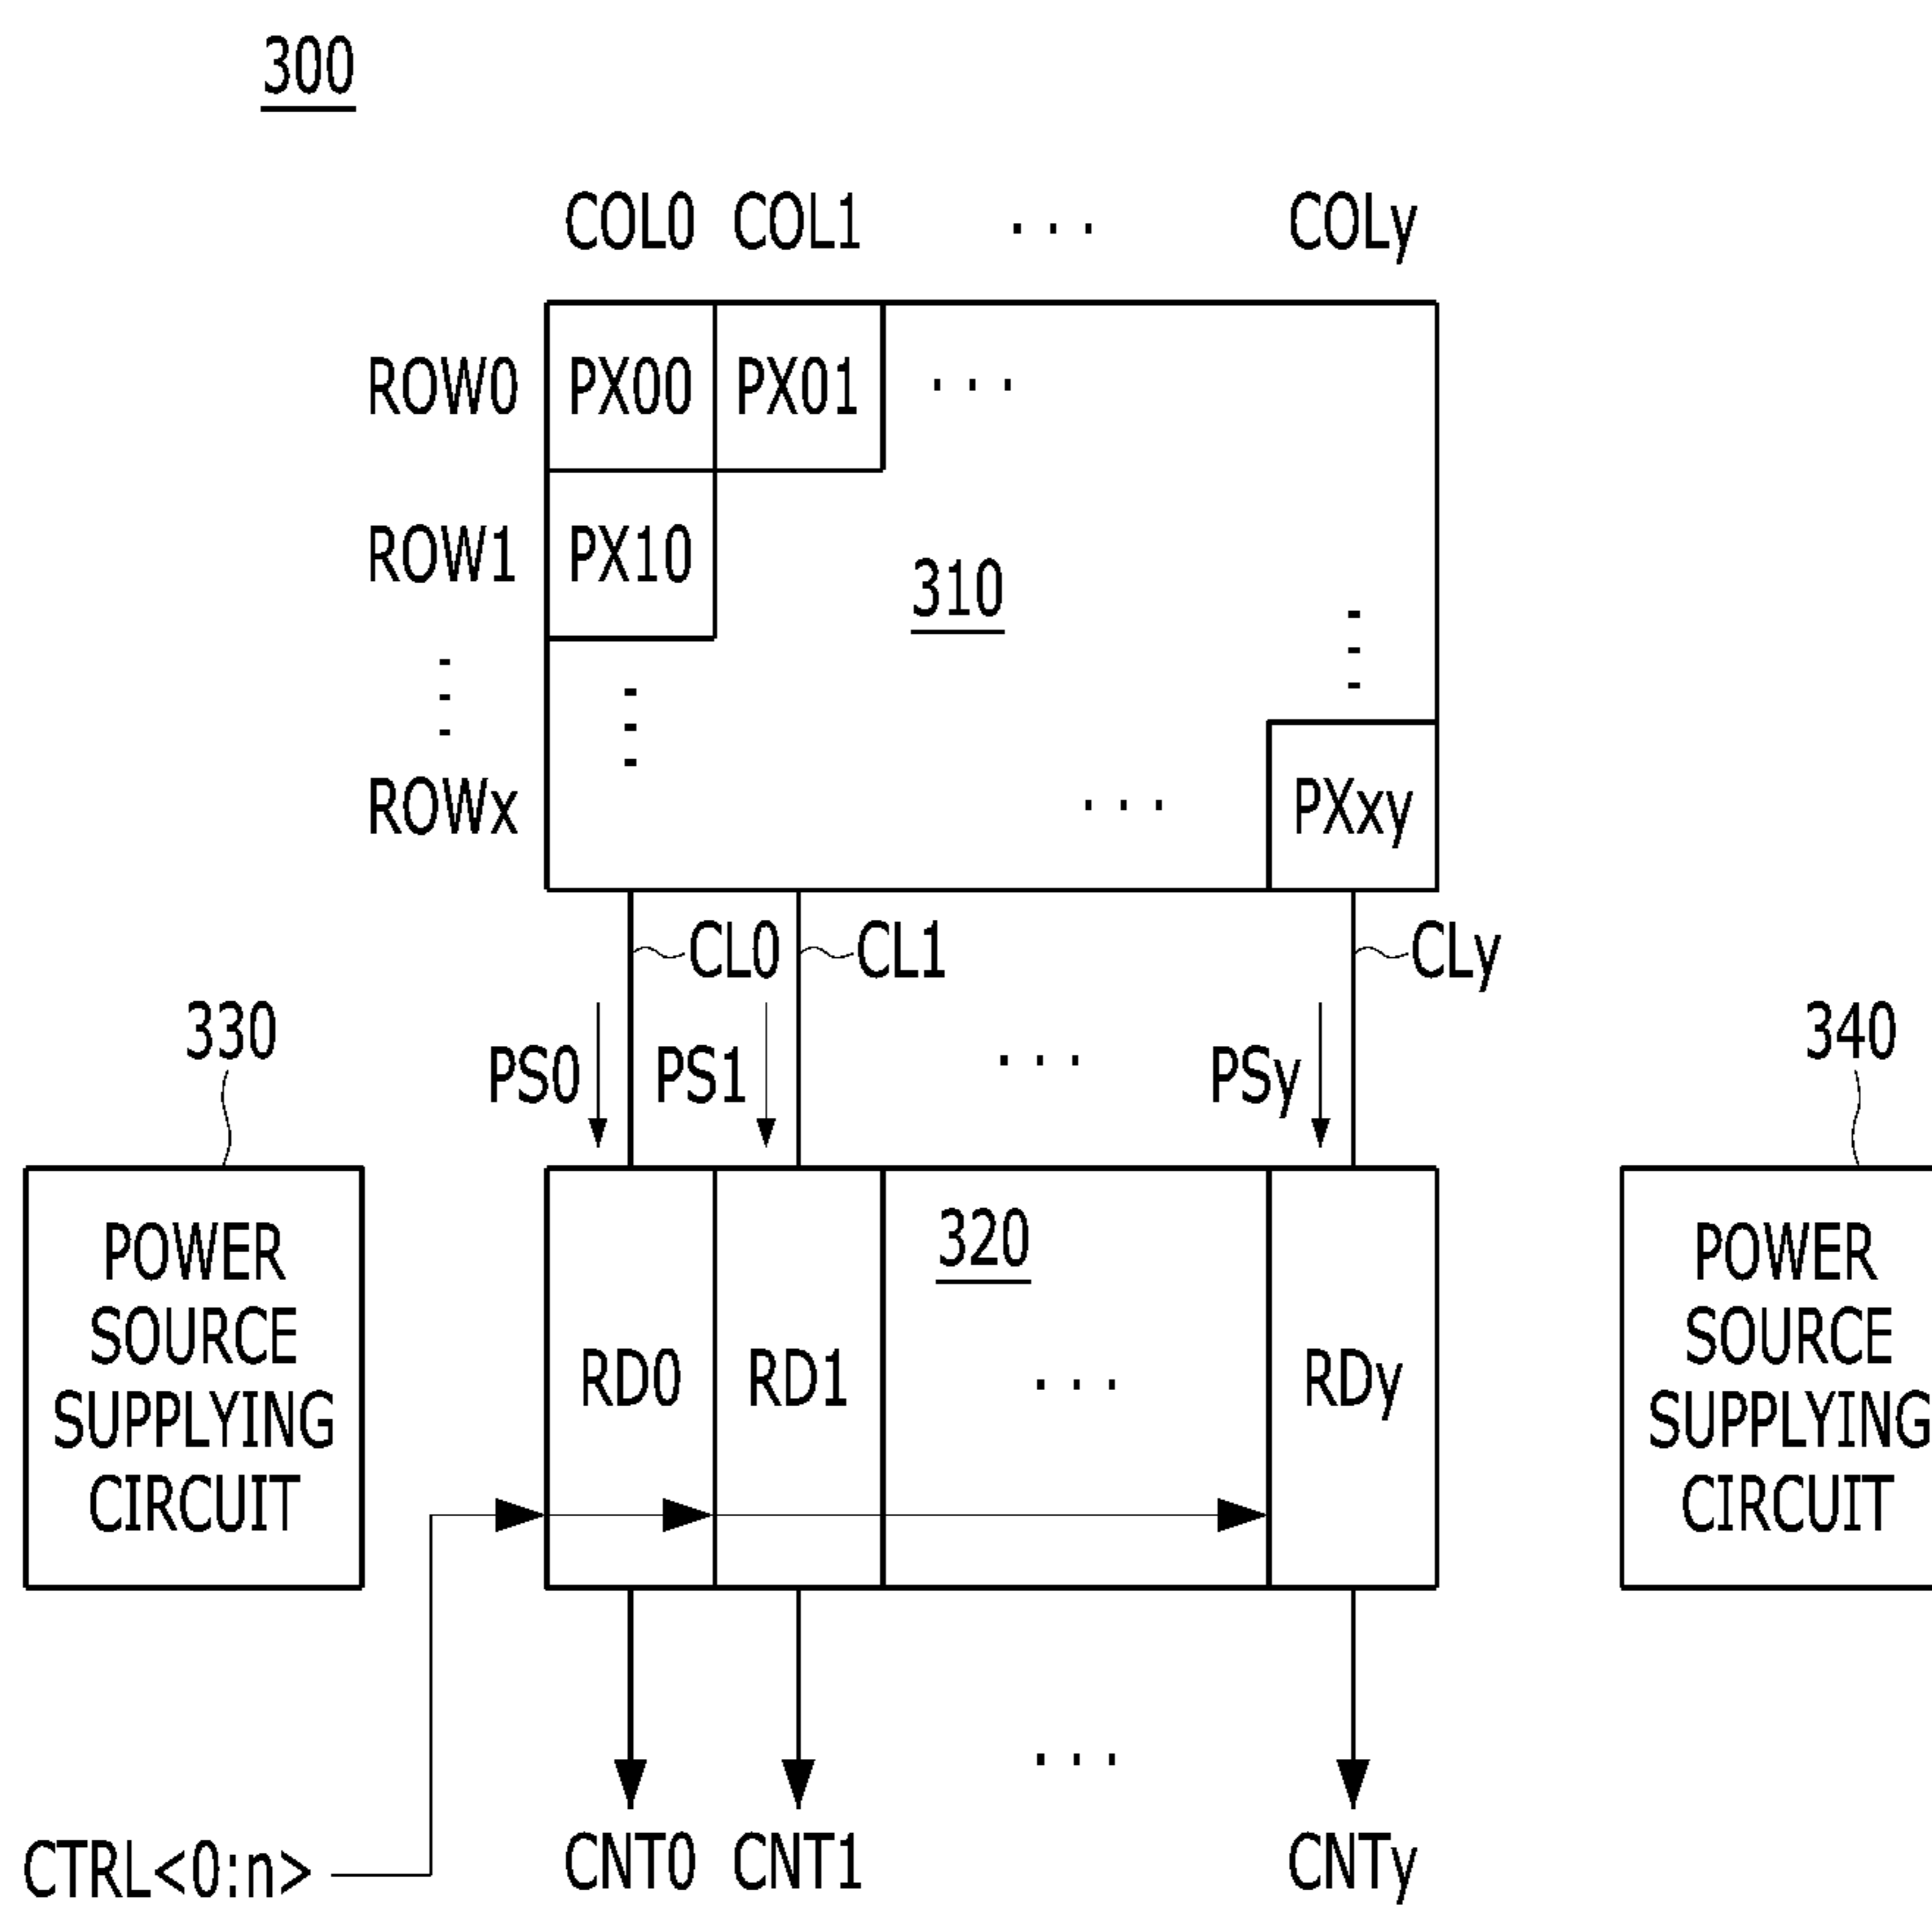 300
COL0 COL1 ... COLy
ROW0 PX00 PX01 ...
ROW1 PX10
310
ROWx ... PXxy
CL0 CL1 CLy
330 340
PS0 PS1 ... PSy
POWER
SOURCE
SUPPLYING
CIRCUIT
320
RD0 RD1 ... RDy
POWER
SOURCE
SUPPLYING
CIRCUIT
...
CTRL<0:n> CNT0 CNT1 CNTy